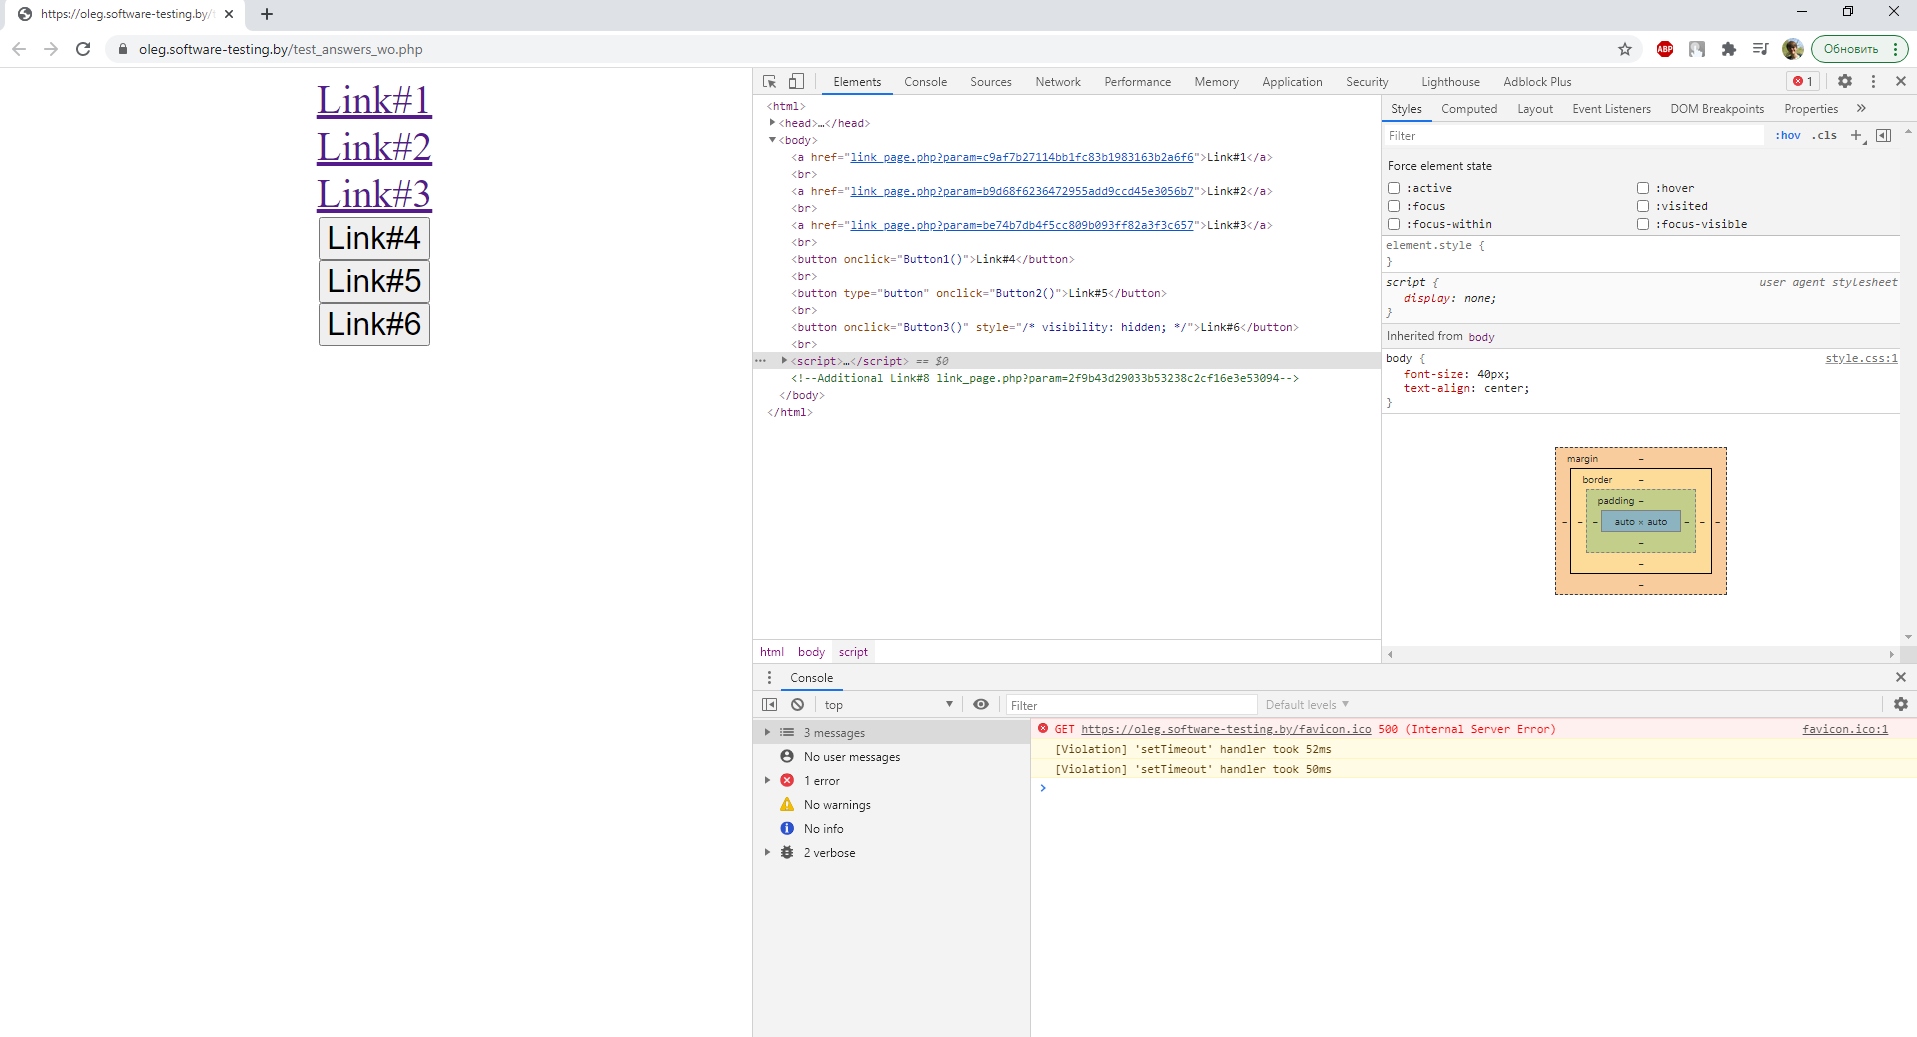 https://oleg.software-testing.by/t
oleg.software-testing.by/test_answers_wo.php
ABP
Обновить
Link#1
Link#2
Link#3
Link#4
Link#5
Link#6
Elements Console Sources Network Performance Memory Application Security Lighthouse Adblock Plus 1
<html>
<head>…</head>
<body>
<a href="link_page.php?param=c9af7b27114bb1fc83b1983163b2a6f6">Link#1</a>
<br>
<a href="link_page.php?param=b9d68f6236472955add9ccd45e3056b7">Link#2</a>
<br>
<a href="link_page.php?param=be74b7db4f5cc809b093ff82a3f3c657">Link#3</a>
<br>
<button onclick="Button1()">Link#4</button>
<br>
<button type="button" onclick="Button2()">Link#5</button>
<br>
<button onclick="Button3()" style="/* visibility: hidden; */">Link#6</button>
<br>
… <script>…</script> == $0
<!--Additional Link#8 link_page.php?param=2f9b43d29033b53238c2cf16e3e53094-->
</body>
</html>
html body script
Styles Computed Layout Event Listeners DOM Breakpoints Properties »
Filter :hov .cls +
Force element state
:active :hover
:focus :visited
:focus-within :focus-visible
element.style {
}
script { user agent stylesheet
display: none;
}
Inherited from body
body { style.css:1
font-size: 40px;
text-align: center;
}
margin –
border –
padding –
– – – auto × auto – – –
–
–
–
Console
top Filter Default levels
3 messages
No user messages
1 error
No warnings
No info
2 verbose
GET https://oleg.software-testing.by/favicon.ico 500 (Internal Server Error) favicon.ico:1
[Violation] 'setTimeout' handler took 52ms
[Violation] 'setTimeout' handler took 50ms
>